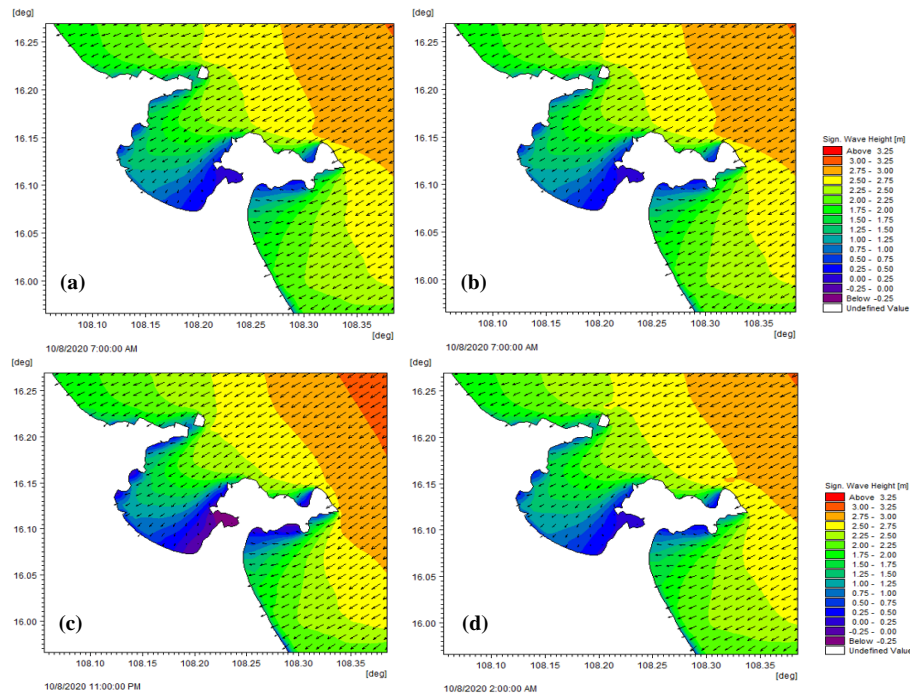 [deg]
16.25
16.20
16.15
16.10
16.05
16.00
(a)
108.10 108.15 108.20 108.25 108.30 108.35
[deg]
10/8/2020 7:00:00 AM
[deg]
16.25
16.20
16.15
16.10
16.05
16.00
(b)
108.10 108.15 108.20 108.25 108.30 108.35
[deg]
10/8/2020 7:00:00 AM
Sign. Wave Height [m]
Above 3.25
3.00 - 3.25
2.75 - 3.00
2.50 - 2.75
2.25 - 2.50
2.00 - 2.25
1.75 - 2.00
1.50 - 1.75
1.25 - 1.50
1.00 - 1.25
0.75 - 1.00
0.50 - 0.75
0.25 - 0.50
0.00 - 0.25
-0.25 - 0.00
Below -0.25
Undefined Value
[deg]
16.25
16.20
16.15
16.10
16.05
16.00
(c)
108.10 108.15 108.20 108.25 108.30 108.35
[deg]
10/8/2020 11:00:00 PM
[deg]
16.25
16.20
16.15
16.10
16.05
16.00
(d)
108.10 108.15 108.20 108.25 108.30 108.35
[deg]
10/8/2020 2:00:00 AM
Sign. Wave Height [m]
Above 3.25
3.00 - 3.25
2.75 - 3.00
2.50 - 2.75
2.25 - 2.50
2.00 - 2.25
1.75 - 2.00
1.50 - 1.75
1.25 - 1.50
1.00 - 1.25
0.75 - 1.00
0.50 - 0.75
0.25 - 0.50
0.00 - 0.25
-0.25 - 0.00
Below -0.25
Undefined Value